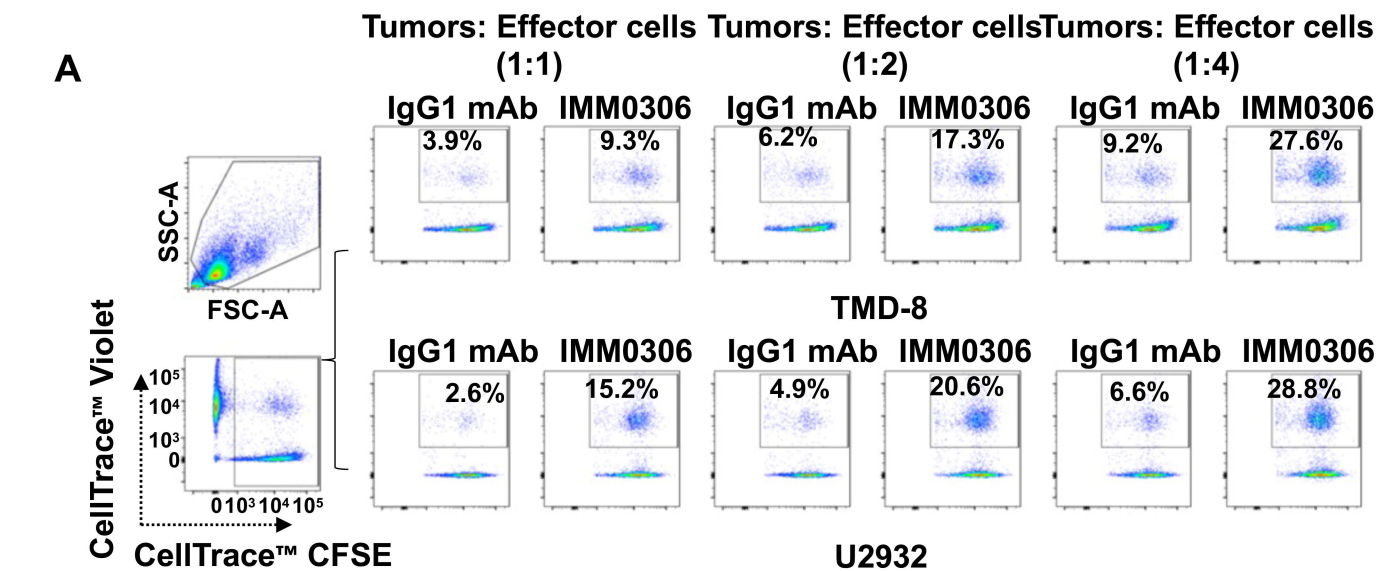 A
Tumors: Effector cells Tumors: Effector cellsTumors: Effector cells
(1:1) (1:2) (1:4)
IgG1 mAb IMM0306 IgG1 mAb IMM0306 IgG1 mAb IMM0306
3.9% 9.3% 6.2% 17.3% 9.2% 27.6%
SSC-A
FSC-A
TMD-8
IgG1 mAb IMM0306 IgG1 mAb IMM0306 IgG1 mAb IMM0306
2.6% 15.2% 4.9% 20.6% 6.6% 28.8%
CellTrace™ Violet
10⁵
10⁴
10³
0
0 10³ 10⁴ 10⁵
CellTrace™ CFSE
U2932